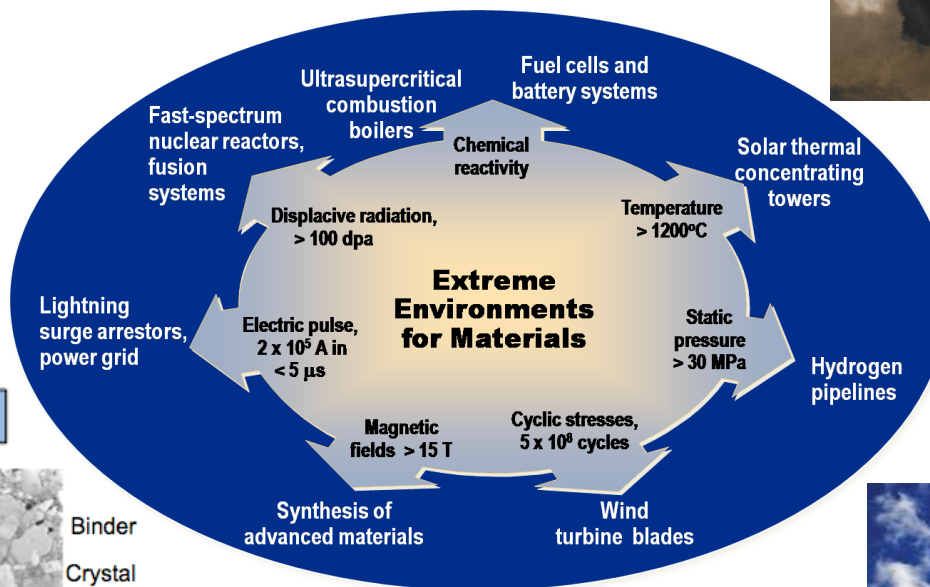 Fuel cells and
battery systems
Ultrasupercritical
combustion
boilers
Fast-spectrum
nuclear reactors,
fusion
systems
Solar thermal
concentrating
towers
Chemical
reactivity
Displacive radiation,
> 100 dpa
Temperature
> 1200°C
Extreme
Environments
for Materials
Lightning
surge arrestors,
power grid
Electric pulse,
2 x 10⁵ A in
< 5 μs
Static
pressure
> 30 MPa
Hydrogen
pipelines
Magnetic
fields > 15 T
Cyclic stresses,
5 x 10⁸ cycles
Synthesis of
advanced materials
Wind
turbine blades
Binder
Crystal